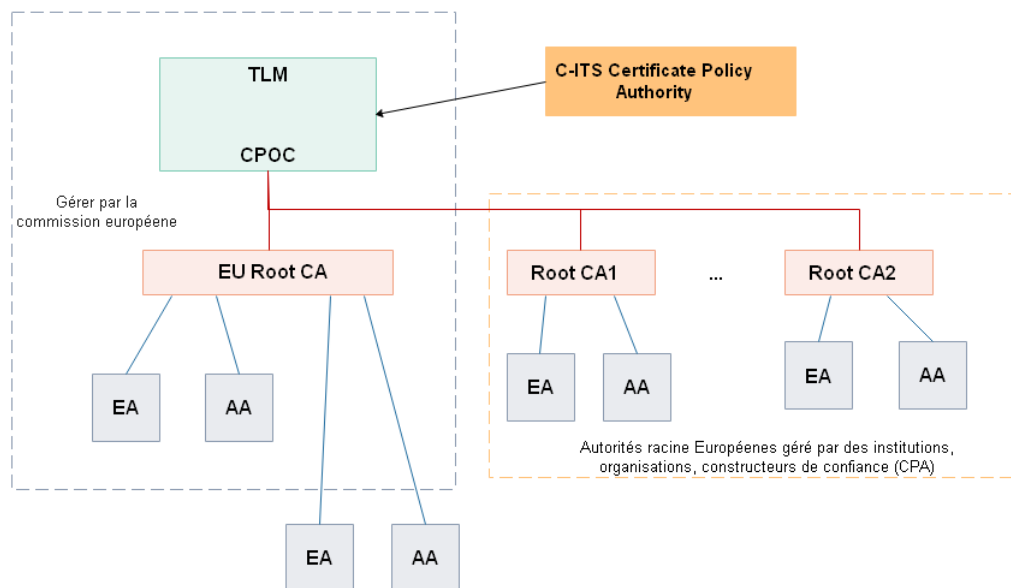 TLM
CPOC
C-ITS Certificate Policy
Authority
Gérer par la
commission européene
EU Root CA
Root CA1
...
Root CA2
EA
AA
EA
AA
EA
AA
Autorités racine Européenes géré par des institutions,
organisations, constructeurs de confiance (CPA)
EA
AA